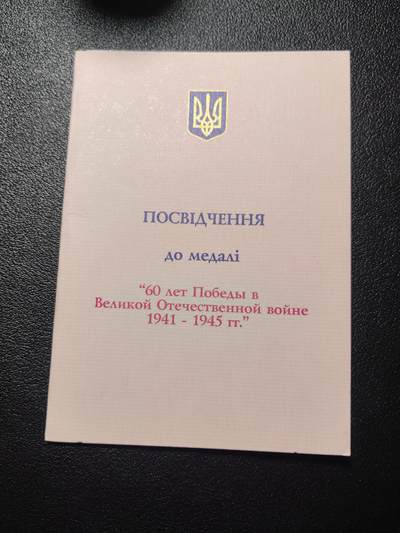 ПОСВІДЧЕННЯ
до медалі
“60 лет Победы в
Великой Отечественной войне
1941 - 1945 гг.”